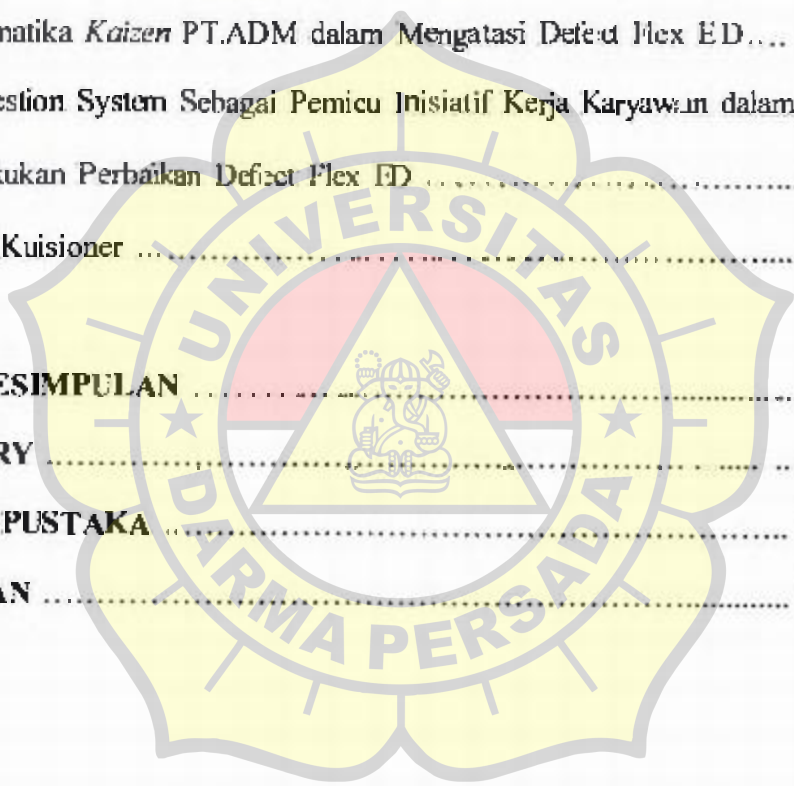 matika Kaizen PT.ADM dalam Mengatasi Defect Flex ED....
estion System Sebagai Pemicu Inisiatif Kerja Karyawan dalam
kukan Perbaikan Defect Flex ED ........................................
Kuisioner ........................................................................
ESIMPULAN ................................................................
RY ................................................................................
PUSTAKA ....................................................................
AN ................................................................................
UNIVERSITAS
DARMA PERSADA